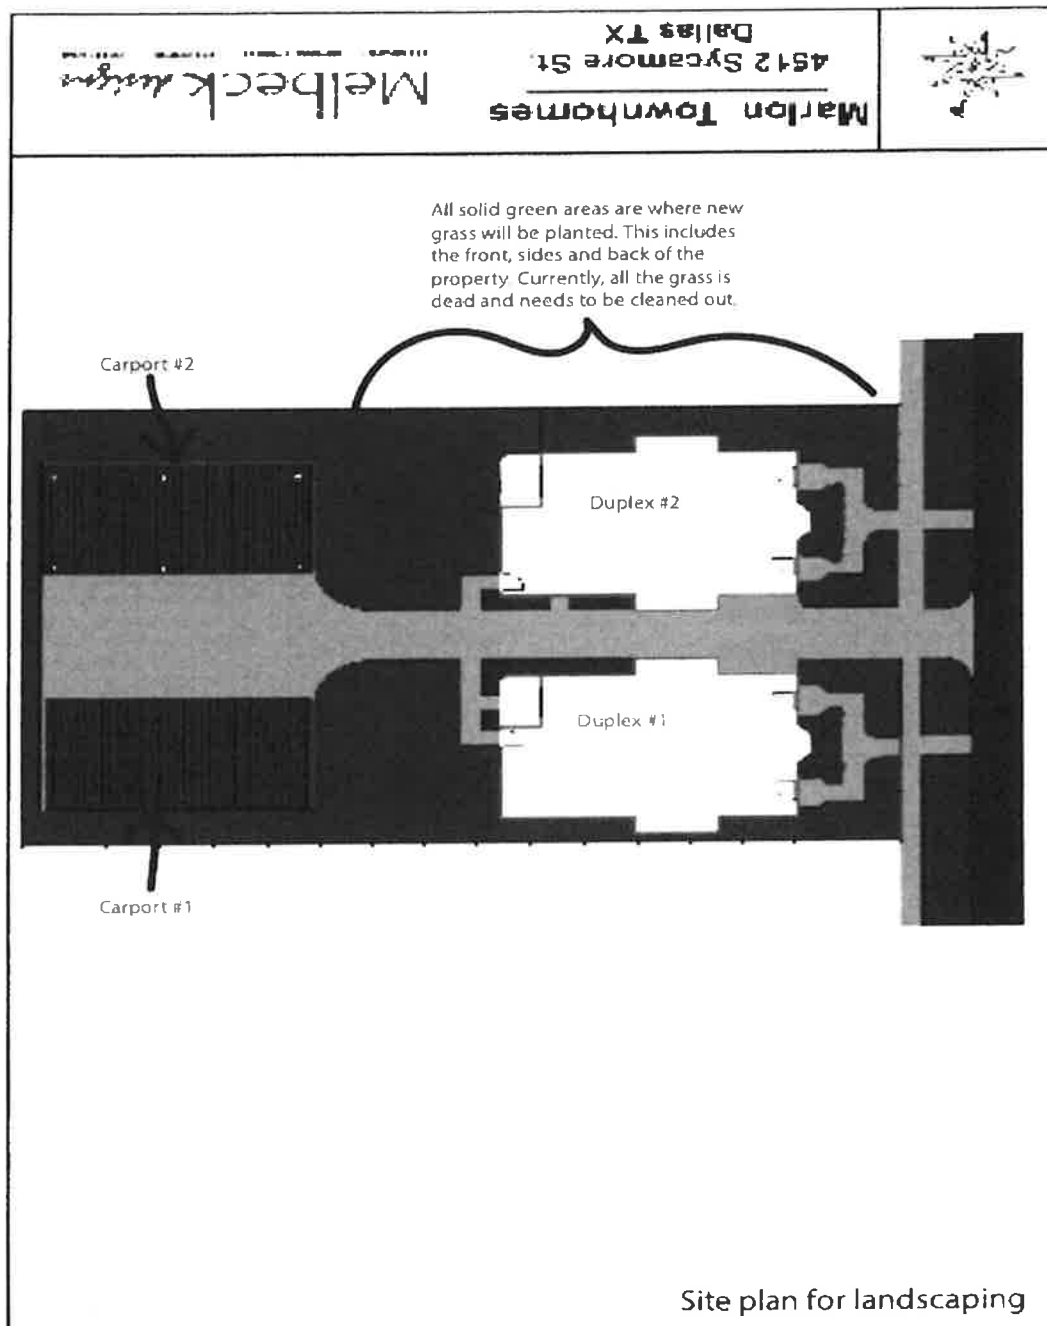 Marlon Townhomes
4512 Sycamore St.
Dallas TX
Melbeck designs
All solid green areas are where new
grass will be planted. This includes
the front, sides and back of the
property. Currently, all the grass is
dead and needs to be cleaned out.
Carport #2
Duplex #2
Duplex #1
Carport #1
Site plan for landscaping